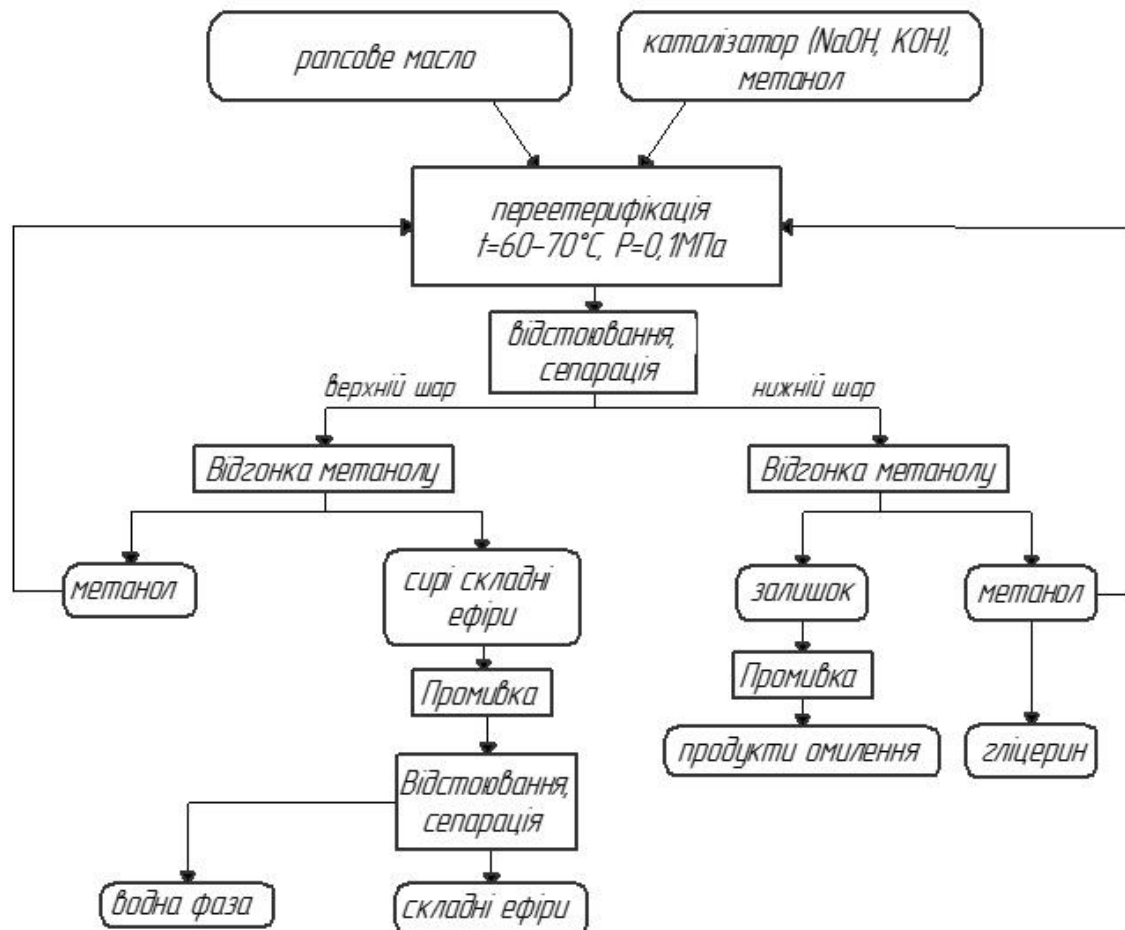 рапсове масло
каталізатор (NaOH, KOH),
метанол
переетерифікація
t=60-70°C, P=0,1МПа
відстоювання,
сепарація
верхній шар
нижній шар
Відгонка метанолу
Відгонка метанолу
метанол
сирі складні
ефіри
залишок
метанол
Промивка
Промивка
продукти омилення
гліцерин
Відстоювання,
сепарація
водна фаза
складні ефіри